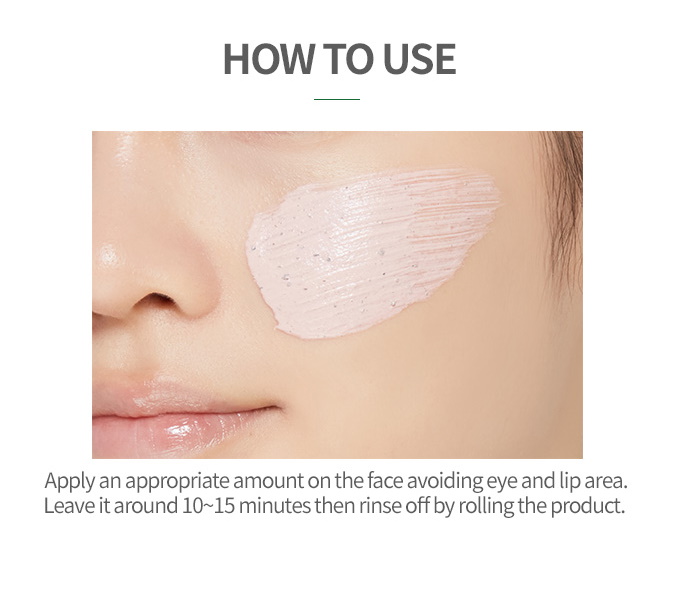 HOW TO USE
Apply an appropriate amount on the face avoiding eye and lip area.
Leave it around 10~15 minutes then rinse off by rolling the product.